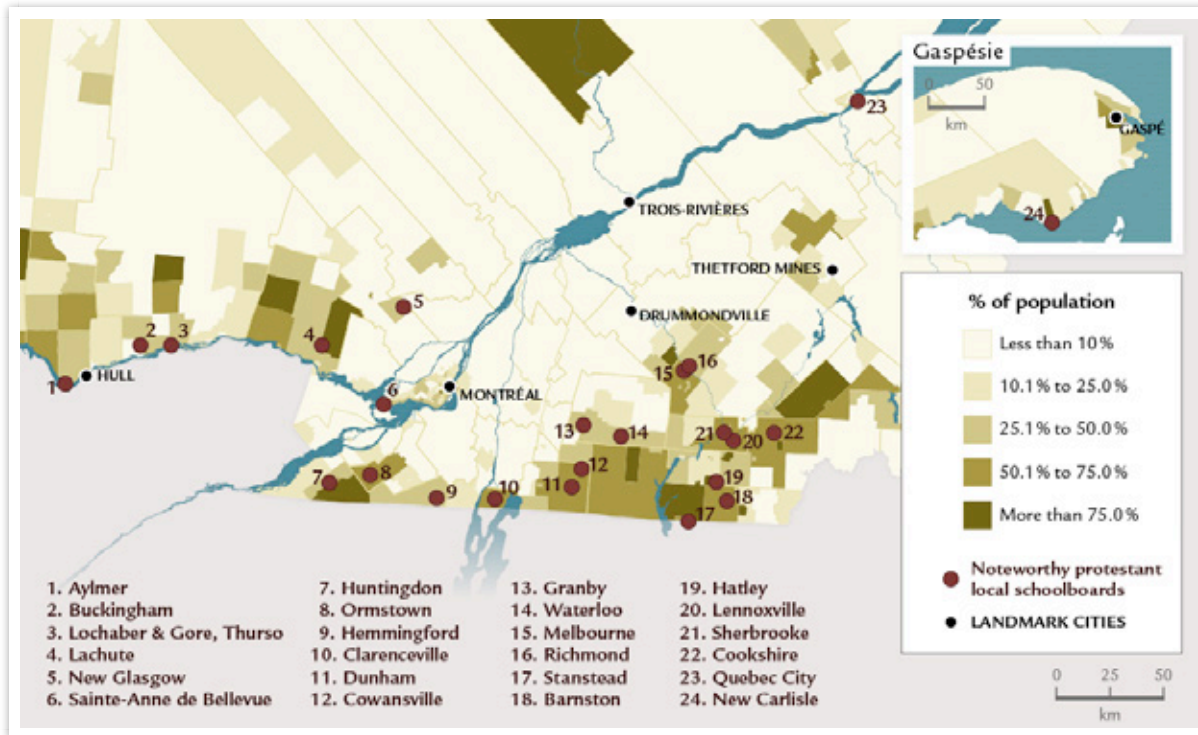 Gaspésie
0 50
km
GASPÉ
24
23
TROIS-RIVIÈRES
THETFORD MINES
DRUMMONDVILLE
5
2 3 4
1 HULL
6 MONTRÉAL
16
15
13 14
21 20 22
12
11
7 8
9 10
19
18
17
% of population
Less than 10%
10.1% to 25.0%
25.1% to 50.0%
50.1% to 75.0%
More than 75.0%
Noteworthy protestant
local schoolboards
LANDMARK CITIES
1. Aylmer
2. Buckingham
3. Lochaber & Gore, Thurso
4. Lachute
5. New Glasgow
6. Sainte-Anne de Bellevue
7. Huntingdon
8. Ormstown
9. Hemmingford
10. Clarenceville
11. Dunham
12. Cowansville
13. Granby
14. Waterloo
15. Melbourne
16. Richmond
17. Stanstead
18. Barnston
19. Hatley
20. Lennoxville
21. Sherbrooke
22. Cookshire
23. Quebec City
24. New Carlisle
0 25 50
km